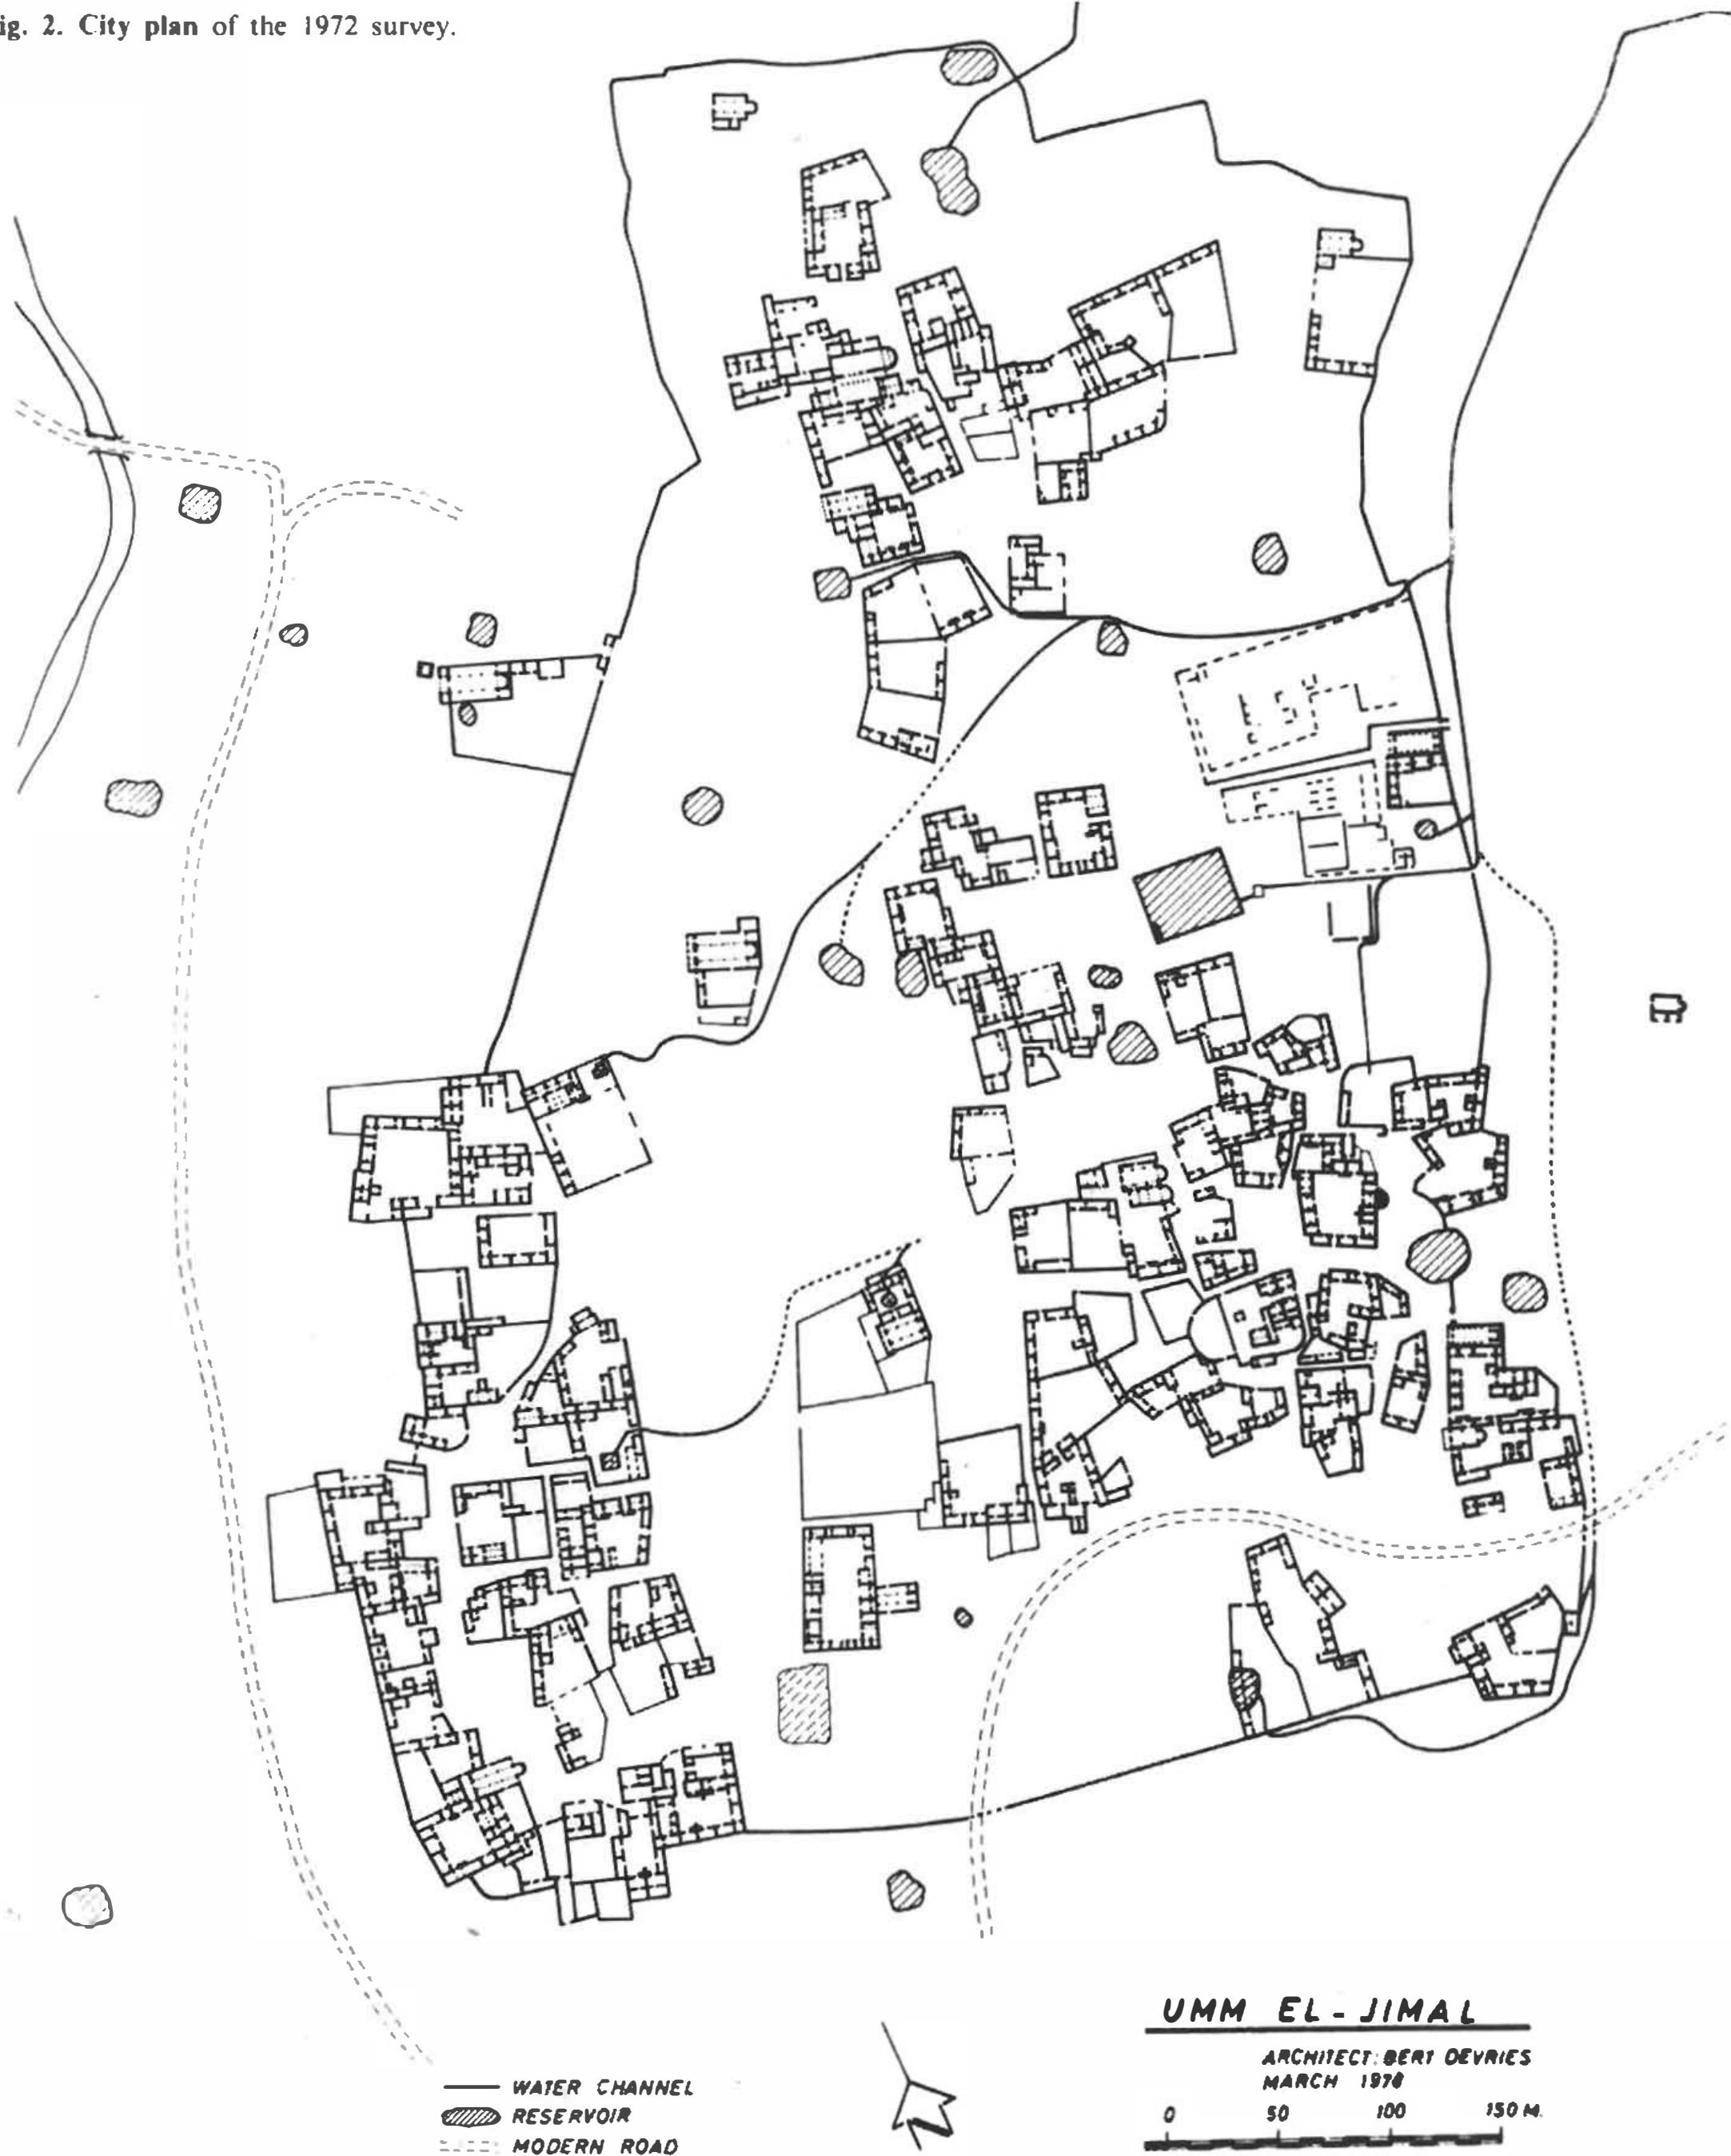 ig. 2. City plan of the 1972 survey.
UMM EL-JIMAL
ARCHITECT: BERT DEVRIES
MARCH 1978
0 50 100 150 M.
WATER CHANNEL
RESERVOIR
MODERN ROAD
N